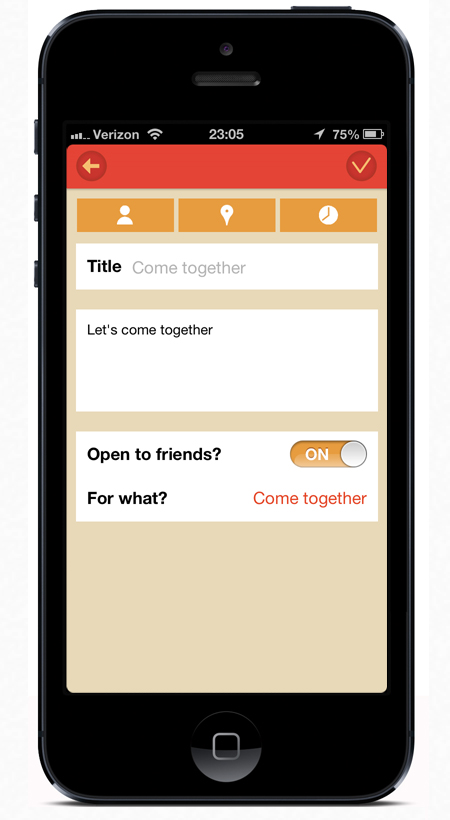 Verizon 23:05 75%
Title Come together
Let's come together
Open to friends? ON
For what? Come together